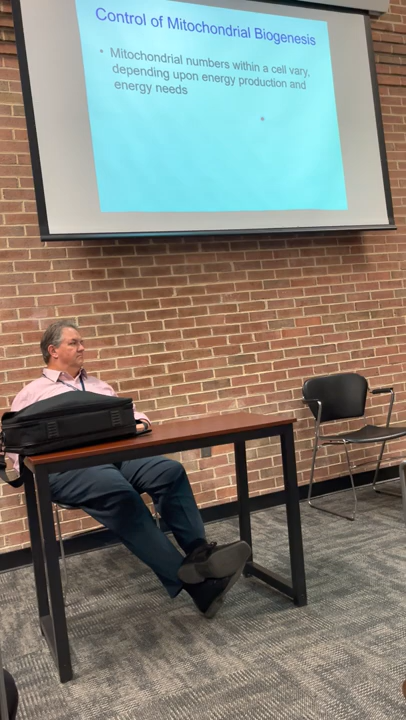 Control of Mitochondrial Biogenesis
• Mitochondrial numbers within a cell vary,
depending upon energy production and
energy needs